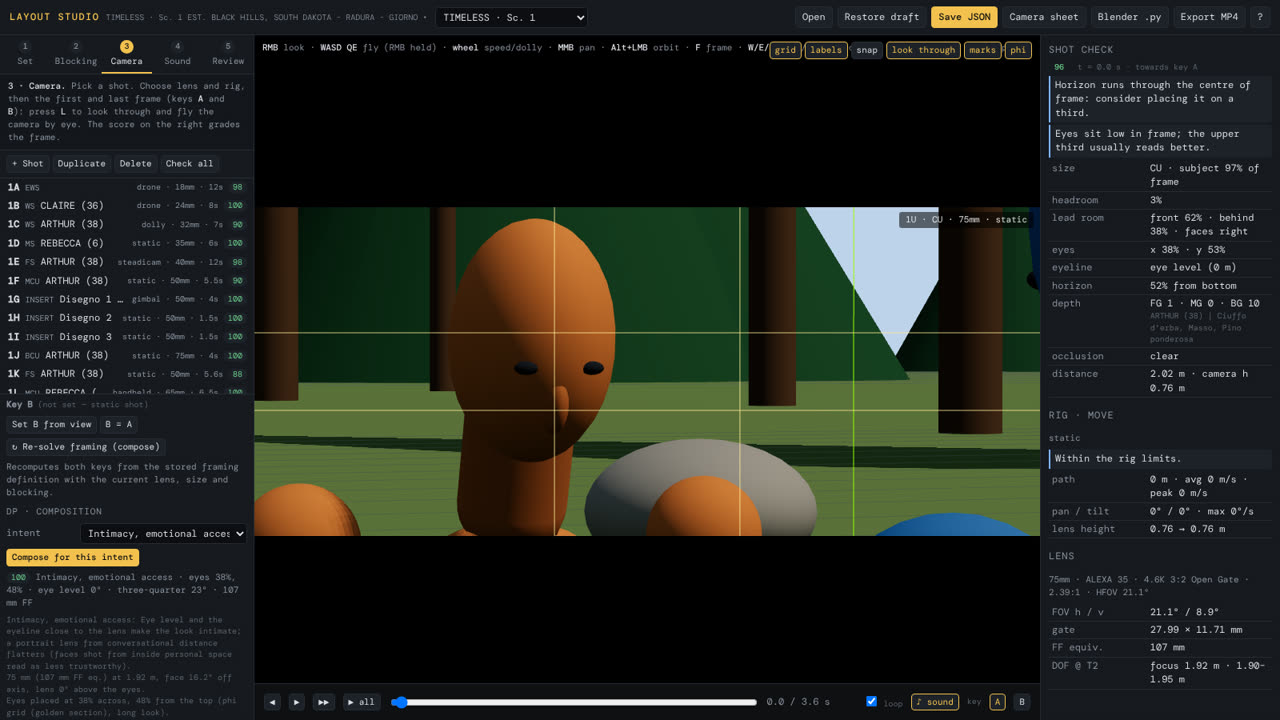 LAYOUT STUDIO TIMELESS · Sc. 1 EST. BLACK HILLS, SOUTH DAKOTA - RADURA - GIORNO • TIMELESS · Sc. 1 Open Restore draft Save JSON Camera sheet Blender .py Export MP4 ?
1 2 3 4 5
Set Blocking Camera Sound Review
3 · Camera. Pick a shot. Choose lens and rig,
then the first and last frame (keys A and
B): press L to look through and fly the
camera by eye. The score on the right grades
the frame.
+ Shot Duplicate Delete Check all
1A EWS drone · 18mm · 12s 98
1B WS CLAIRE (36) drone · 24mm · 8s 100
1C WS ARTHUR (38) dolly · 32mm · 7s 90
1D MS REBECCA (6) static · 35mm · 6s 100
1E FS ARTHUR (38) steadicam · 40mm · 12s 98
1F MCU ARTHUR (38) static · 50mm · 5.5s 90
1G INSERT Disegno 1 … gimbal · 50mm · 4s 100
1H INSERT Disegno 2 static · 50mm · 1.5s 100
1I INSERT Disegno 3 static · 50mm · 1.5s 100
1J BCU ARTHUR (38) static · 75mm · 4s 100
1K FS ARTHUR (38) static · 50mm · 5.6s 88
Key B (not set — static shot)
Set B from view B = A
↻ Re-solve framing (compose)
Recomputes both keys from the stored framing
definition with the current lens, size and
blocking.
DP · COMPOSITION
intent Intimacy, emotional acces
Compose for this intent
100 Intimacy, emotional access · eyes 38%,
48% · eye level 0° · three-quarter 23° · 107
mm FF
Intimacy, emotional access: Eye level and the
eyeline close to the lens make the look intimate;
a portrait lens from conversational distance
flatters (faces shot from inside personal space
read as less trustworthy).
75 mm (107 mm FF eq.) at 1.92 m, face 16.2° off
axis, lens 0° above the eyes.
Eyes placed at 38% across, 48% from the top (phi
grid (golden section), long look).
RMB look · WASD QE fly (RMB held) · wheel speed/dolly · MMB pan · Alt+LMB orbit · F frame · W/E/ grid labels snap look through marks phi
1U · CU · 75mm · static
◀ ▶ ▶▶ ▶ all 0.0 / 3.6 s loop ♪ sound key A B
SHOT CHECK
96 t = 0.0 s · towards key A
Horizon runs through the centre of
frame: consider placing it on a
third.
Eyes sit low in frame; the upper
third usually reads better.
size CU · subject 97% of
frame
headroom 3%
lead room front 62% · behind
38% · faces right
eyes x 38% · y 53%
eyeline eye level (0 m)
horizon 52% from bottom
depth FG 1 · MG 0 · BG 10
ARTHUR (38) | Ciuffo
d'erba, Masso, Pino
ponderosa
occlusion clear
distance 2.02 m · camera h
0.76 m
RIG · MOVE
static
Within the rig limits.
path 0 m · avg 0 m/s ·
peak 0 m/s
pan / tilt 0° / 0° · max 0°/s
lens height 0.76 → 0.76 m
LENS
75mm · ALEXA 35 · 4.6K 3:2 Open Gate ·
2.39:1 · HFOV 21.1°
FOV h / v 21.1° / 8.9°
gate 27.99 × 11.71 mm
FF equiv. 107 mm
DOF @ T2 focus 1.92 m · 1.90–
1.95 m